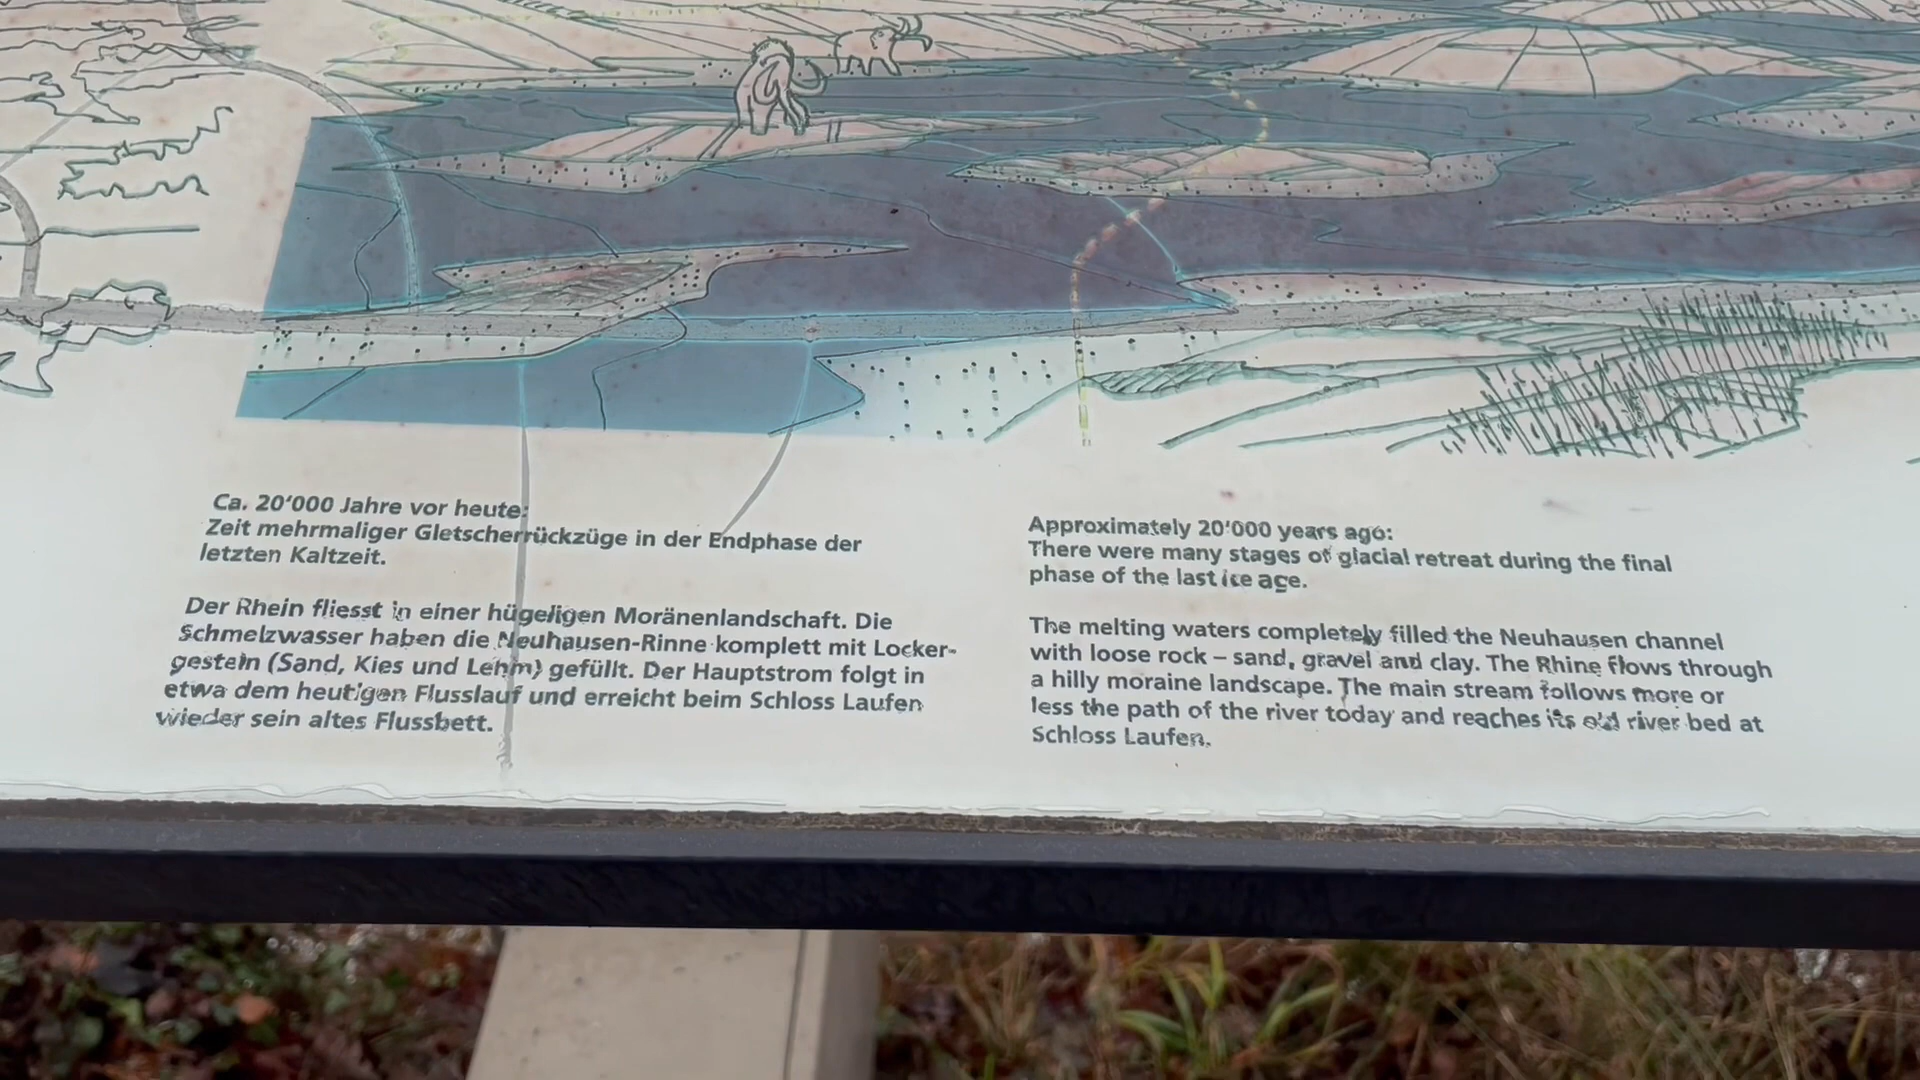 Ca. 20'000 Jahre vor heute:
Zeit mehrmaliger Gletscherrückzüge in der Endphase der
letzten Kaltzeit.
Der Rhein fliesst in einer hügeligen Moränenlandschaft. Die
Schmelzwasser haben die Neuhausen-Rinne komplett mit Locker-
gestein (Sand, Kies und Lehm) gefüllt. Der Hauptstrom folgt in
etwa dem heutigen Flusslauf und erreicht beim Schloss Laufen
wieder sein altes Flussbett.
Approximately 20'000 years ago:
There were many stages of glacial retreat during the final
phase of the last ice age.
The melting waters completely filled the Neuhausen channel
with loose rock – sand, gravel and clay. The Rhine flows through
a hilly moraine landscape. The main stream follows more or
less the path of the river today and reaches its old river bed at
Schloss Laufen.